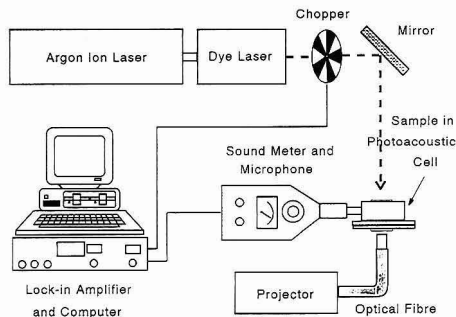 Chopper
Mirror
Argon Ion Laser
Dye Laser
Sample in
Photoacoustic
Cell
Sound Meter and
Microphone
Lock-in Amplifier
and Computer
Projector
Optical Fibre